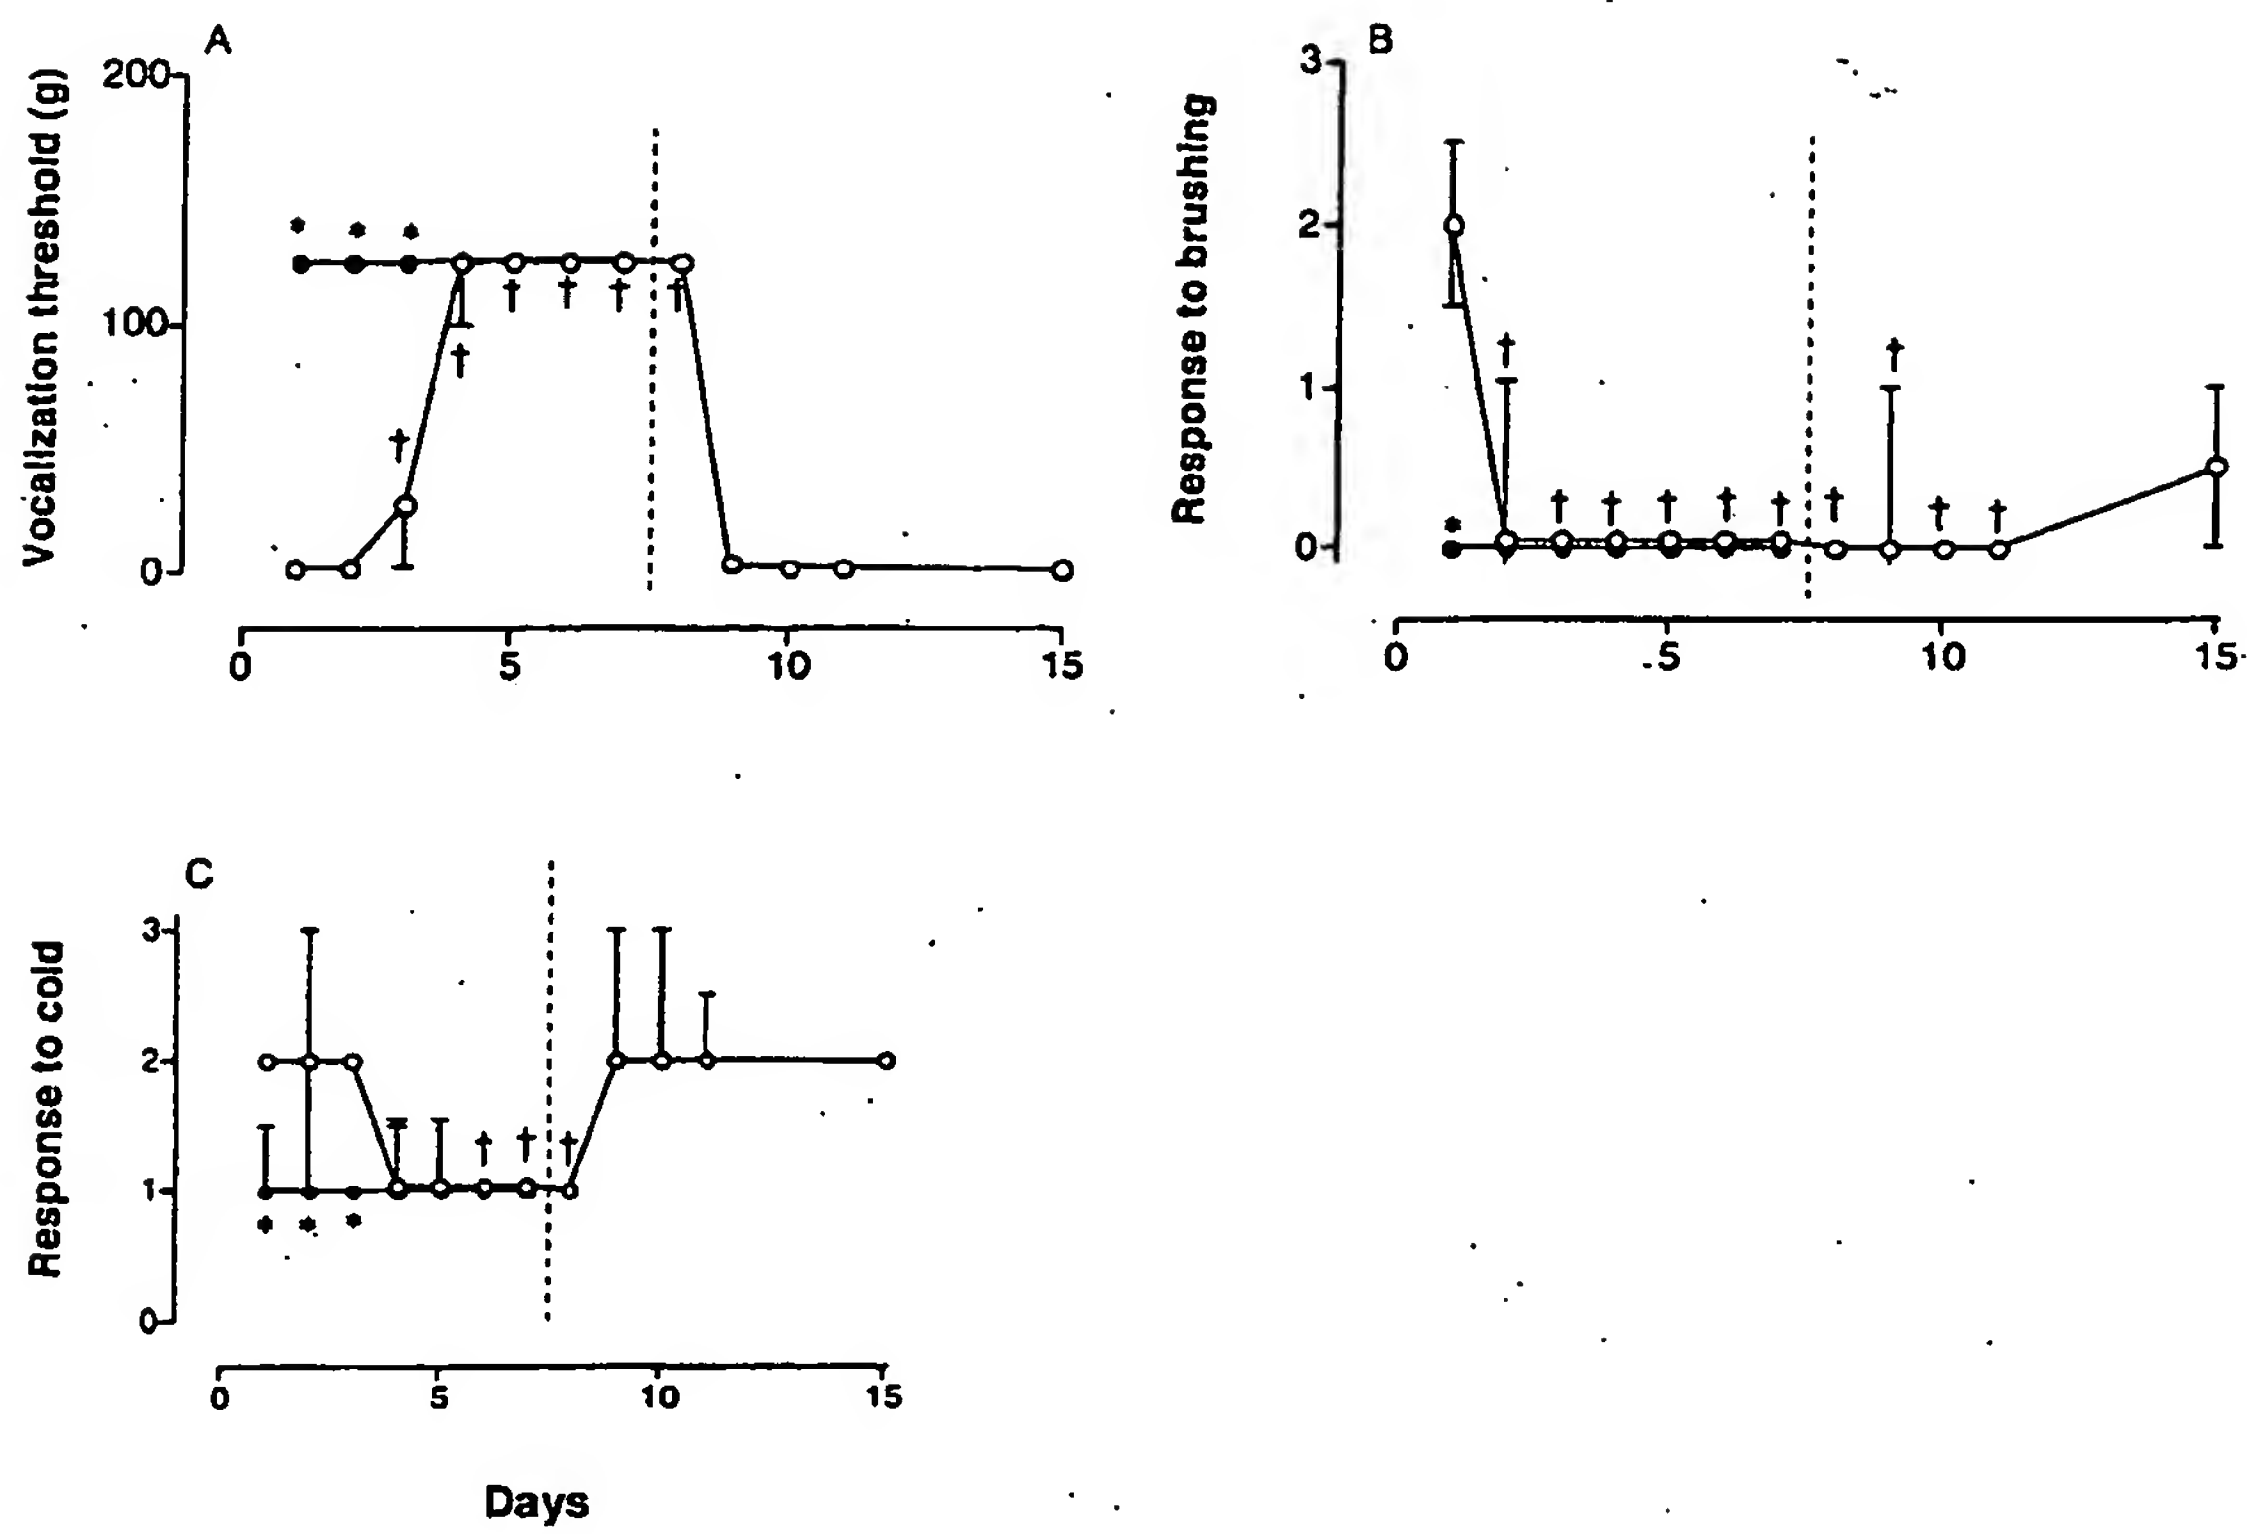 A
Vocalization threshold (g)
200
100
0
* * *
† † † † † †
0 5 10 15
B
Response to brushing
3
2
1
0
*
† † † † † † † † † †
0 5 10 15
C
Response to cold
3
2
1
0
* * *
† † †
0 5 10 15
Days